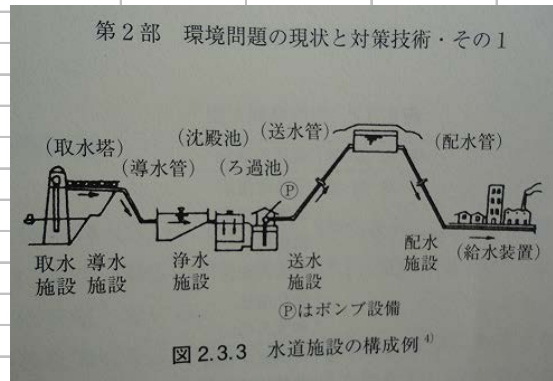 第2部 環境問題の現状と対策技術・その1
(沈殿池) (送水管) (配水管)
(取水塔) (導水管) (ろ過池)
Ⓟ
取水施設 導水施設 浄水施設 送水施設 配水施設 (給水装置)
Ⓟはポンプ設備
図2.3.3 水道施設の構成例 4)